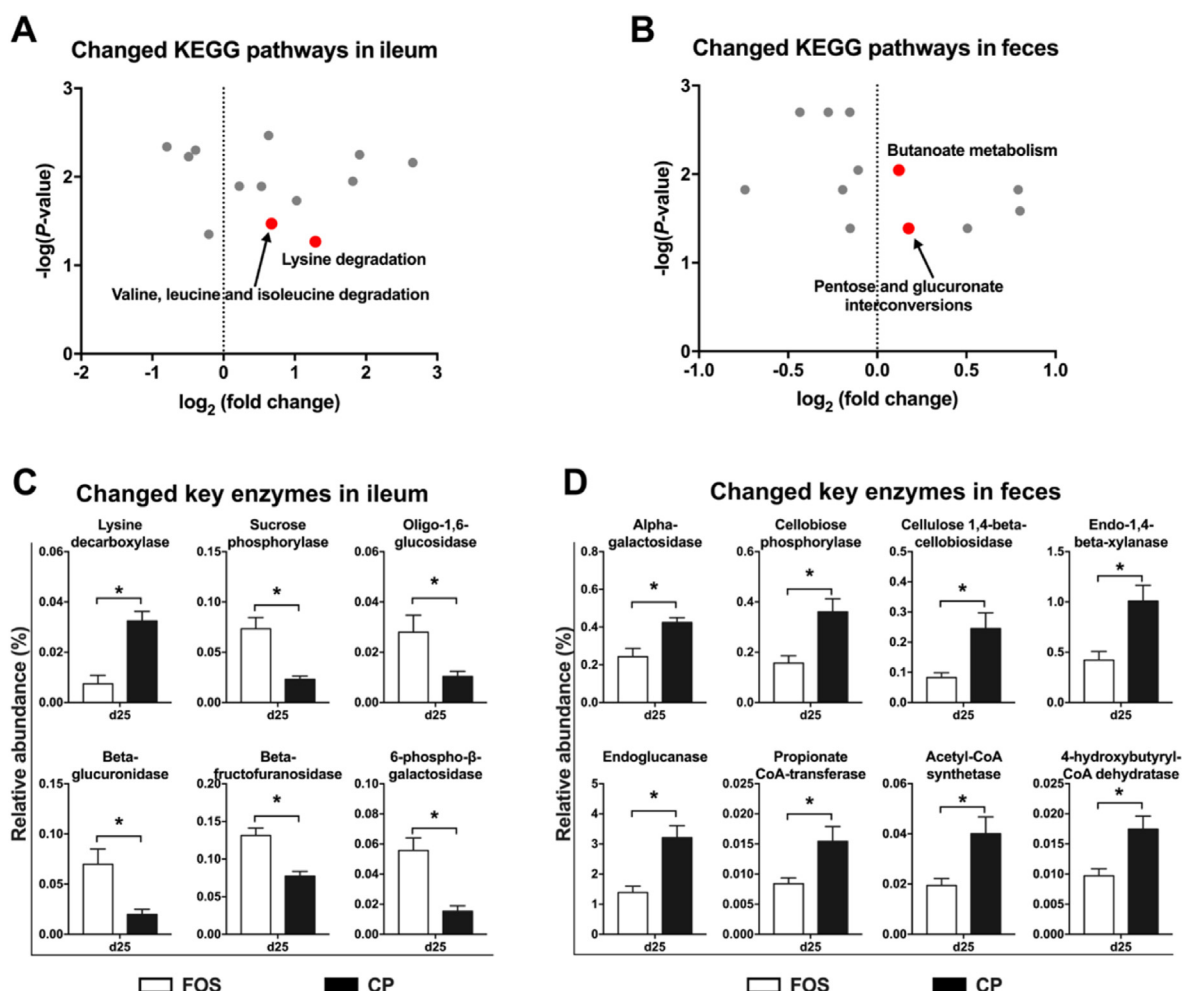 A
Changed KEGG pathways in ileum
3
2
1
0
-log(P-value)
-2
-1
0
1
2
3
log2 (fold change)
Lysine degradation
Valine, leucine and isoleucine degradation
B
Changed KEGG pathways in feces
3
2
1
0
-log(P-value)
-1.0
-0.5
0.0
0.5
1.0
log2 (fold change)
Butanoate metabolism
Pentose and glucuronate
interconversions
C
Changed key enzymes in ileum
Relative abundance (%)
Lysine
decarboxylase
0.06
0.04
0.02
0.00
*
d25
Sucrose
phosphorylase
0.15
0.10
0.05
0.00
*
d25
Oligo-1,6-
glucosidase
0.06
0.04
0.02
0.00
*
d25
Beta-
glucuronidase
0.15
0.10
0.05
0.00
*
d25
Beta-
fructofuranosidase
0.20
0.15
0.10
0.05
0.00
*
d25
6-phospho-β-
galactosidase
0.10
0.08
0.06
0.04
0.02
0.00
*
d25
FOS
CP
D
Changed key enzymes in feces
Relative abundance (%)
Alpha-
galactosidase
0.8
0.6
0.4
0.2
0.0
*
d25
Cellobiose
phosphorylase
0.6
0.4
0.2
0.0
*
d25
Cellulose 1,4-beta-
cellobiosidase
0.5
0.4
0.3
0.2
0.1
0.0
*
d25
Endo-1,4-
beta-xylanase
1.5
1.0
0.5
0.0
*
d25
Endoglucanase
5
4
3
2
1
0
*
d25
Propionate
CoA-transferase
0.025
0.020
0.015
0.010
0.005
0.000
*
d25
Acetyl-CoA
synthetase
0.06
0.04
0.02
0.00
*
d25
4-hydroxybutyryl-
CoA dehydratase
0.025
0.020
0.015
0.010
0.005
0.000
*
d25
FOS
CP